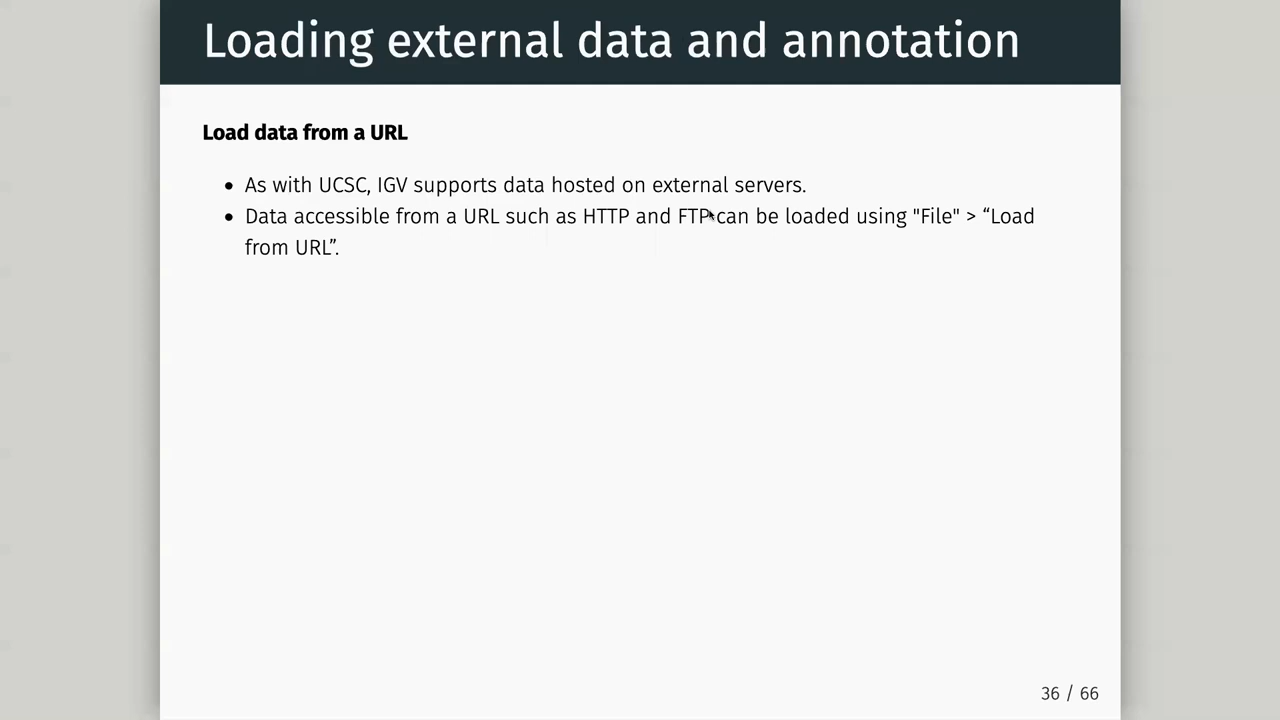 Loading external data and annotation
Load data from a URL
• As with UCSC, IGV supports data hosted on external servers.
• Data accessible from a URL such as HTTP and FTP can be loaded using "File" > “Load
from URL”.
36 / 66